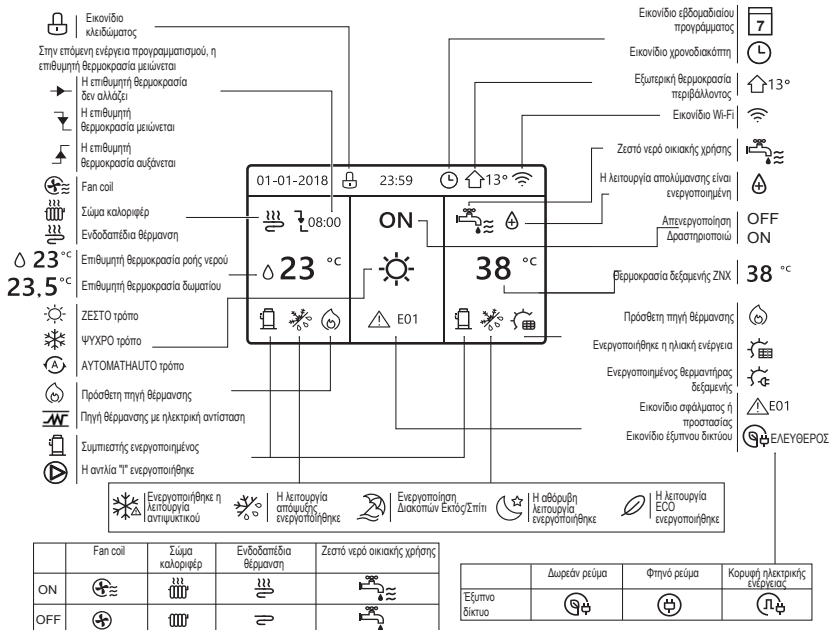 Εικονίδιο
κλειδώματος
Στην επόμενη ενέργεια προγραμματισμού, η
επιθυμητή θερμοκρασία μειώνεται
Η επιθυμητή θερμοκρασία
δεν αλλάζει
Η επιθυμητή
θερμοκρασία μειώνεται
Η επιθυμητή
θερμοκρασία αυξάνεται
Fan coil
Σώμα καλοριφέρ
Ενδοδαπέδια θέρμανση
23 °C Επιθυμητή θερμοκρασία ροής νερού
23.5 °C Επιθυμητή θερμοκρασία δωματίου
ΖΕΣΤΟ τρόπο
ΨΥΧΡΟ τρόπο
A ΑΥΤΟΜΑΤΗAUTO τρόπο
Πρόσθετη πηγή θέρμανσης
Πηγή θέρμανσης με ηλεκτρική αντίσταση
Συμπιεστής ενεργοποιημένος
Η αντλία "I" ενεργοποιήθηκε
01-01-2018 23:59 13°
08:00 ON
23 °C 38 °C
E01
Εικονίδιο εβδομαδιαίου
προγράμματος 7
Εικονίδιο χρονοδιακόπτη
Εξωτερική θερμοκρασία
περιβάλλοντος 13°
Εικονίδιο Wi-Fi
Ζεστό νερό οικιακής χρήσης
Η λειτουργία απολύμανσης είναι
ενεργοποιημένη
Απενεργοποίηση OFF
Δραστηριοποιώ ON
Θερμοκρασία δεξαμενής ΖΝΧ 38 °C
Πρόσθετη πηγή θέρμανσης
Ενεργοποιήθηκε η ηλιακή ενέργεια
Ενεργοποιημένος θερμαντήρας
δεξαμενής
Εικονίδιο σφάλματος ή
προστασίας E01
Εικονίδιο έξυπνου δικτύου ΕΛΕΥΘΕΡΟΣ
Ενεργοποιήθηκε η
λειτουργία
αντιψυκτικού
Η λειτουργία
απόψυξης
ενεργοποιήθηκε
Ενεργοποίηση
Διακοπών Εκτός/Σπίτι
Η αθόρυβη
λειτουργία
ενεργοποιήθηκε
Η λειτουργία
ECO
ενεργοποιήθηκε
Fan coil Σώμα καλοριφέρ Ενδοδαπέδια θέρμανση Ζεστό νερό οικιακής χρήσης
ON
OFF
Δωρεάν ρεύμα Φτηνό ρεύμα Κορυφή ηλεκτρικής ενέργειας
Έξυπνο
δίκτυο